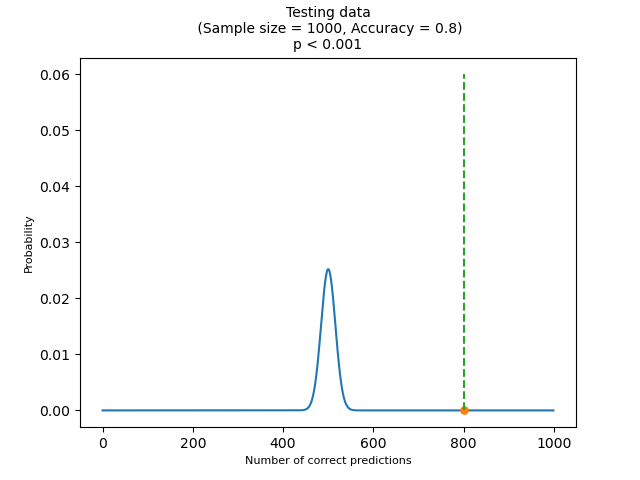 Testing data
(Sample size = 1000, Accuracy = 0.8)
p < 0.001
0.06
0.05
0.04
0.03
0.02
0.01
0.00
Probability
0 200 400 600 800 1000
Number of correct predictions